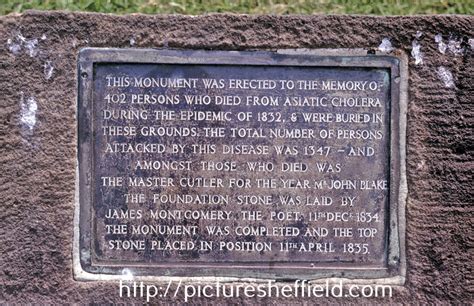 THIS MONUMENT WAS ERECTED TO THE MEMORY OF
402 PERSONS WHO DIED FROM ASIATIC CHOLERA
DURING THE EPIDEMIC OF 1832, & WERE BURIED IN
THESE GROUNDS. THE TOTAL NUMBER OF PERSONS
ATTACKED BY THIS DISEASE WAS 1347 – AND
AMONGST THOSE WHO DIED WAS
THE MASTER CUTLER FOR THE YEAR MR JOHN BLAKE
THE FOUNDATION STONE WAS LAID BY
JAMES MONTGOMERY, THE POET, 11TH DECR 1834.
THE MONUMENT WAS COMPLETED AND THE TOP
STONE PLACED IN POSITION 11TH APRIL 1835.
http://picturesheffield.com